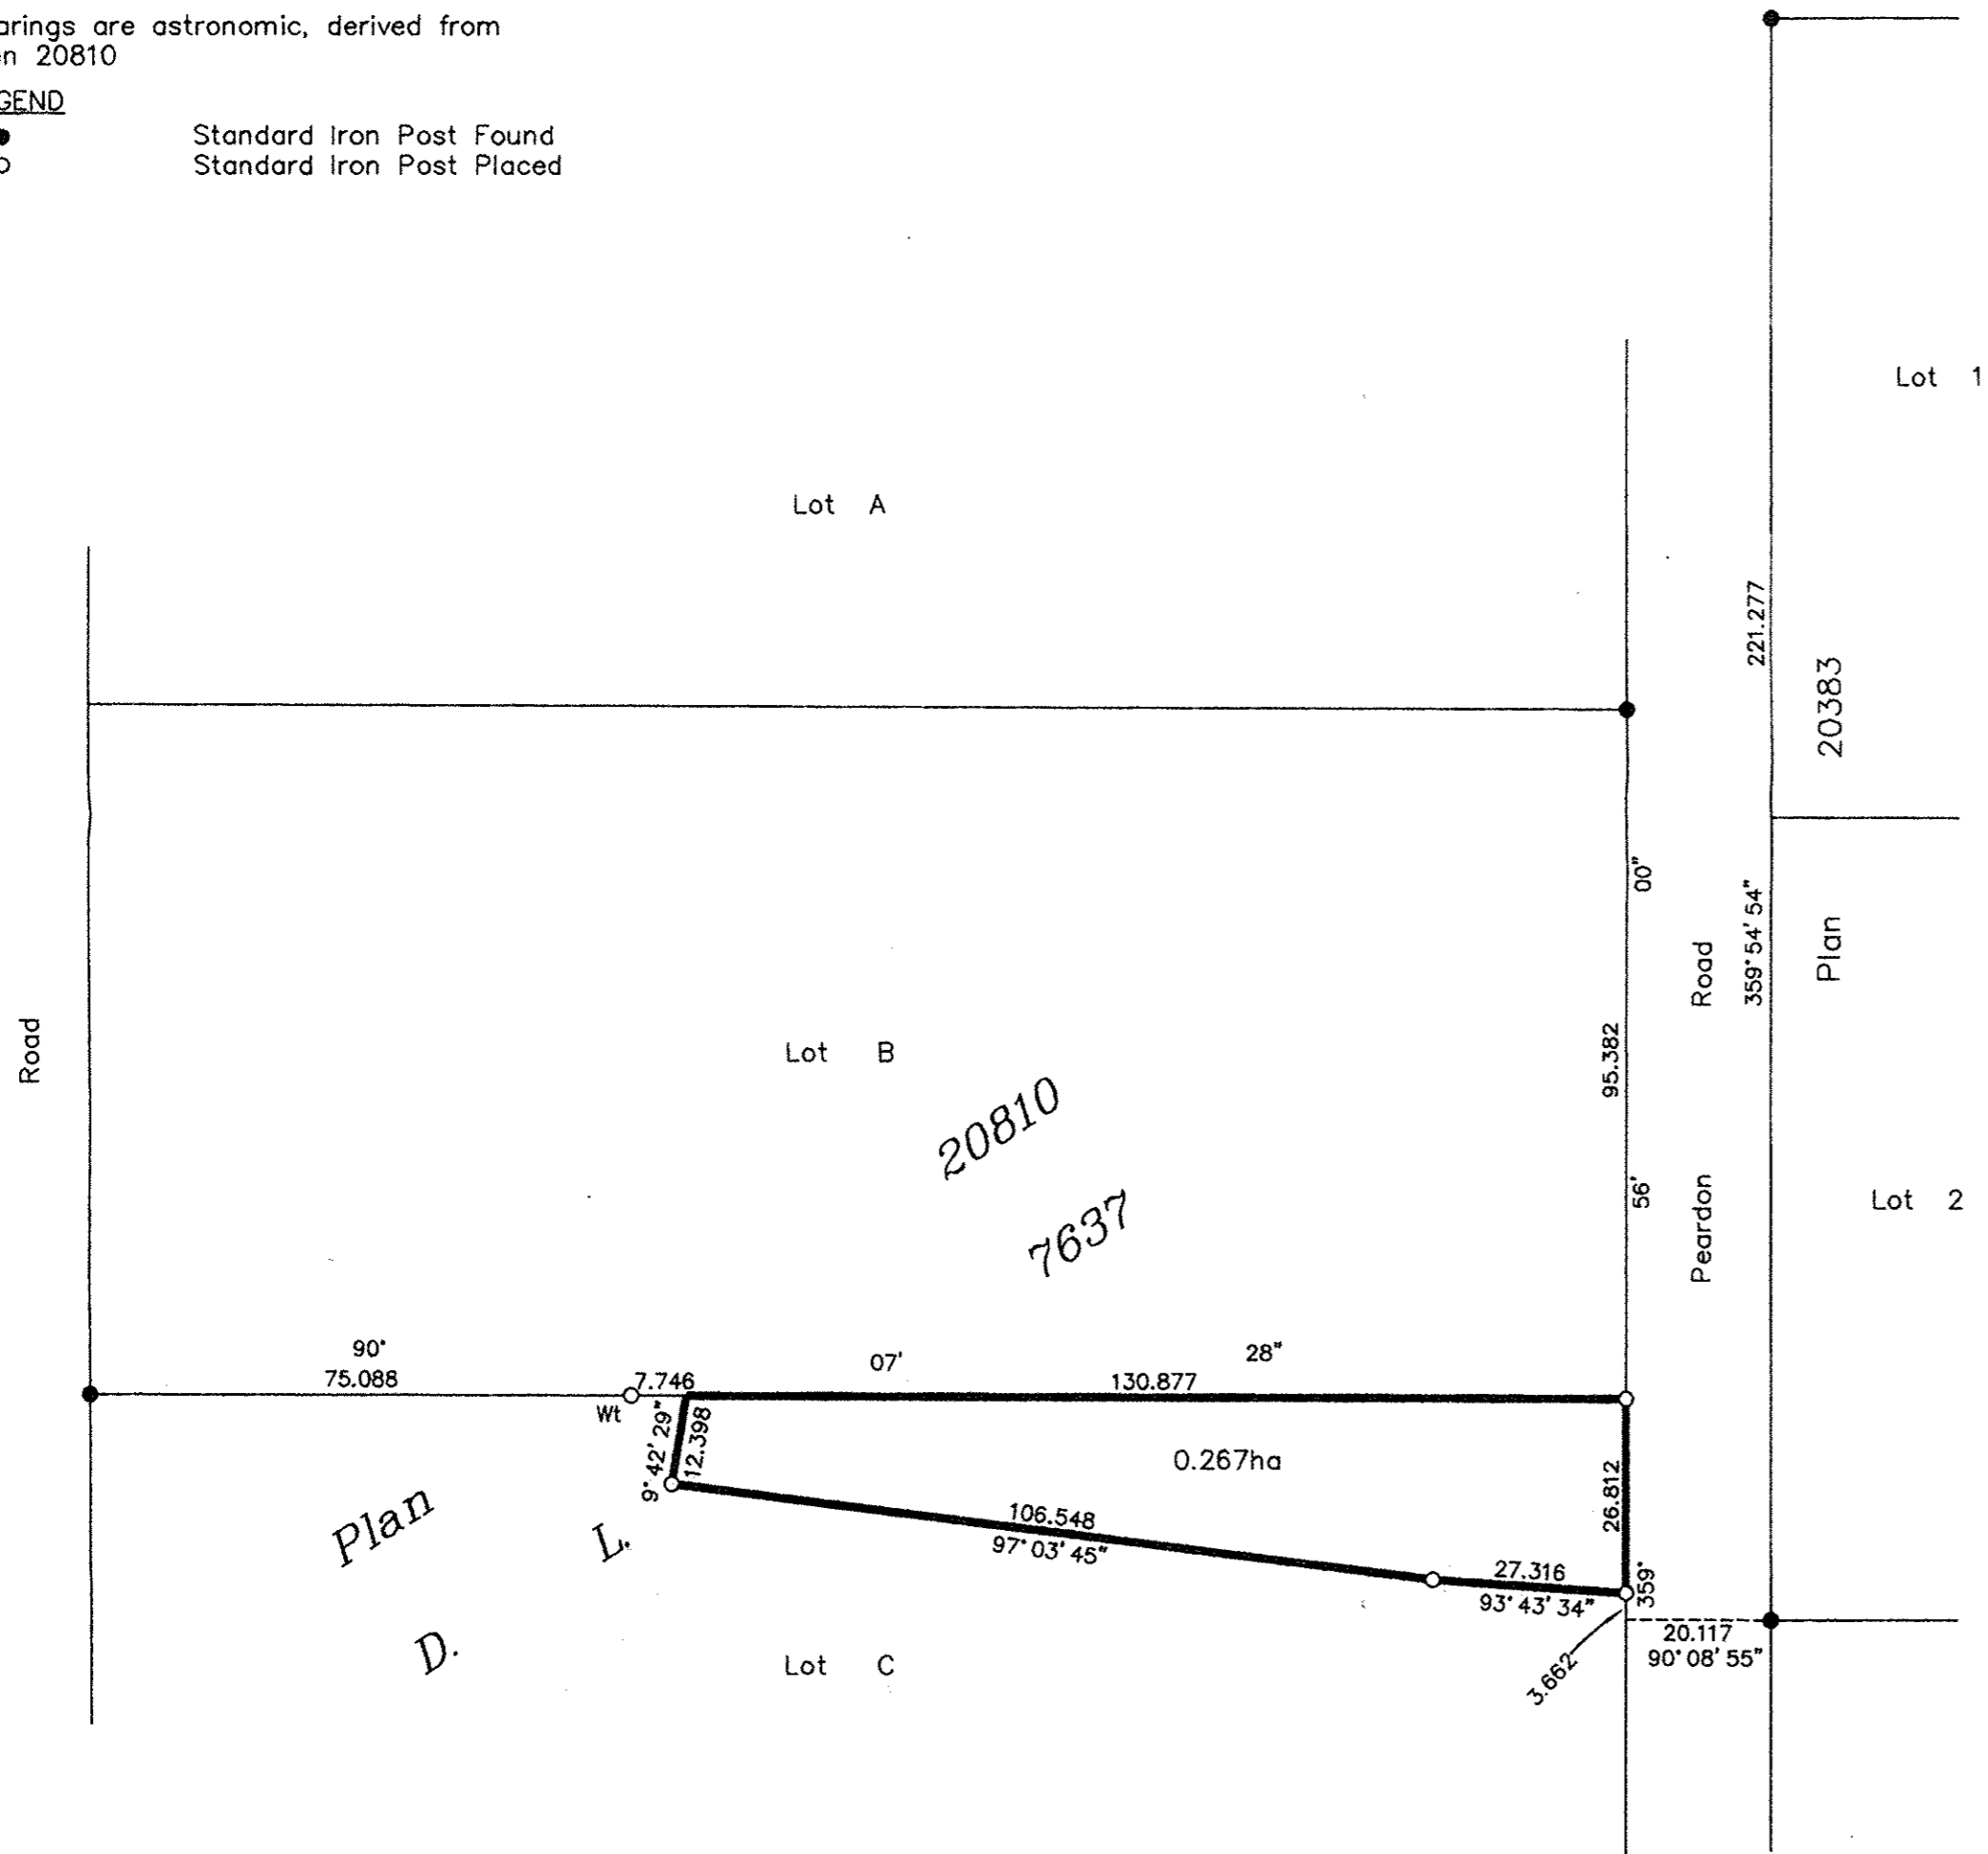 arings are astronomic, derived from
n 20810
GEND
Standard Iron Post Found
Standard Iron Post Placed
Lot 1
Lot A
221.277
20383
00"
359° 54' 54"
Plan
Road
Road
95.382
Lot B
20810
56'
Peardon
Lot 2
7637
90°
07'
28"
75.088
7.746
130.877
Wt
9° 42' 29"
12.398
0.267ha
26.812
Plan
L.
106.548
97° 03' 45"
27.316
93° 43' 34"
359°
D.
Lot C
3.662
20.117
90° 08' 55"